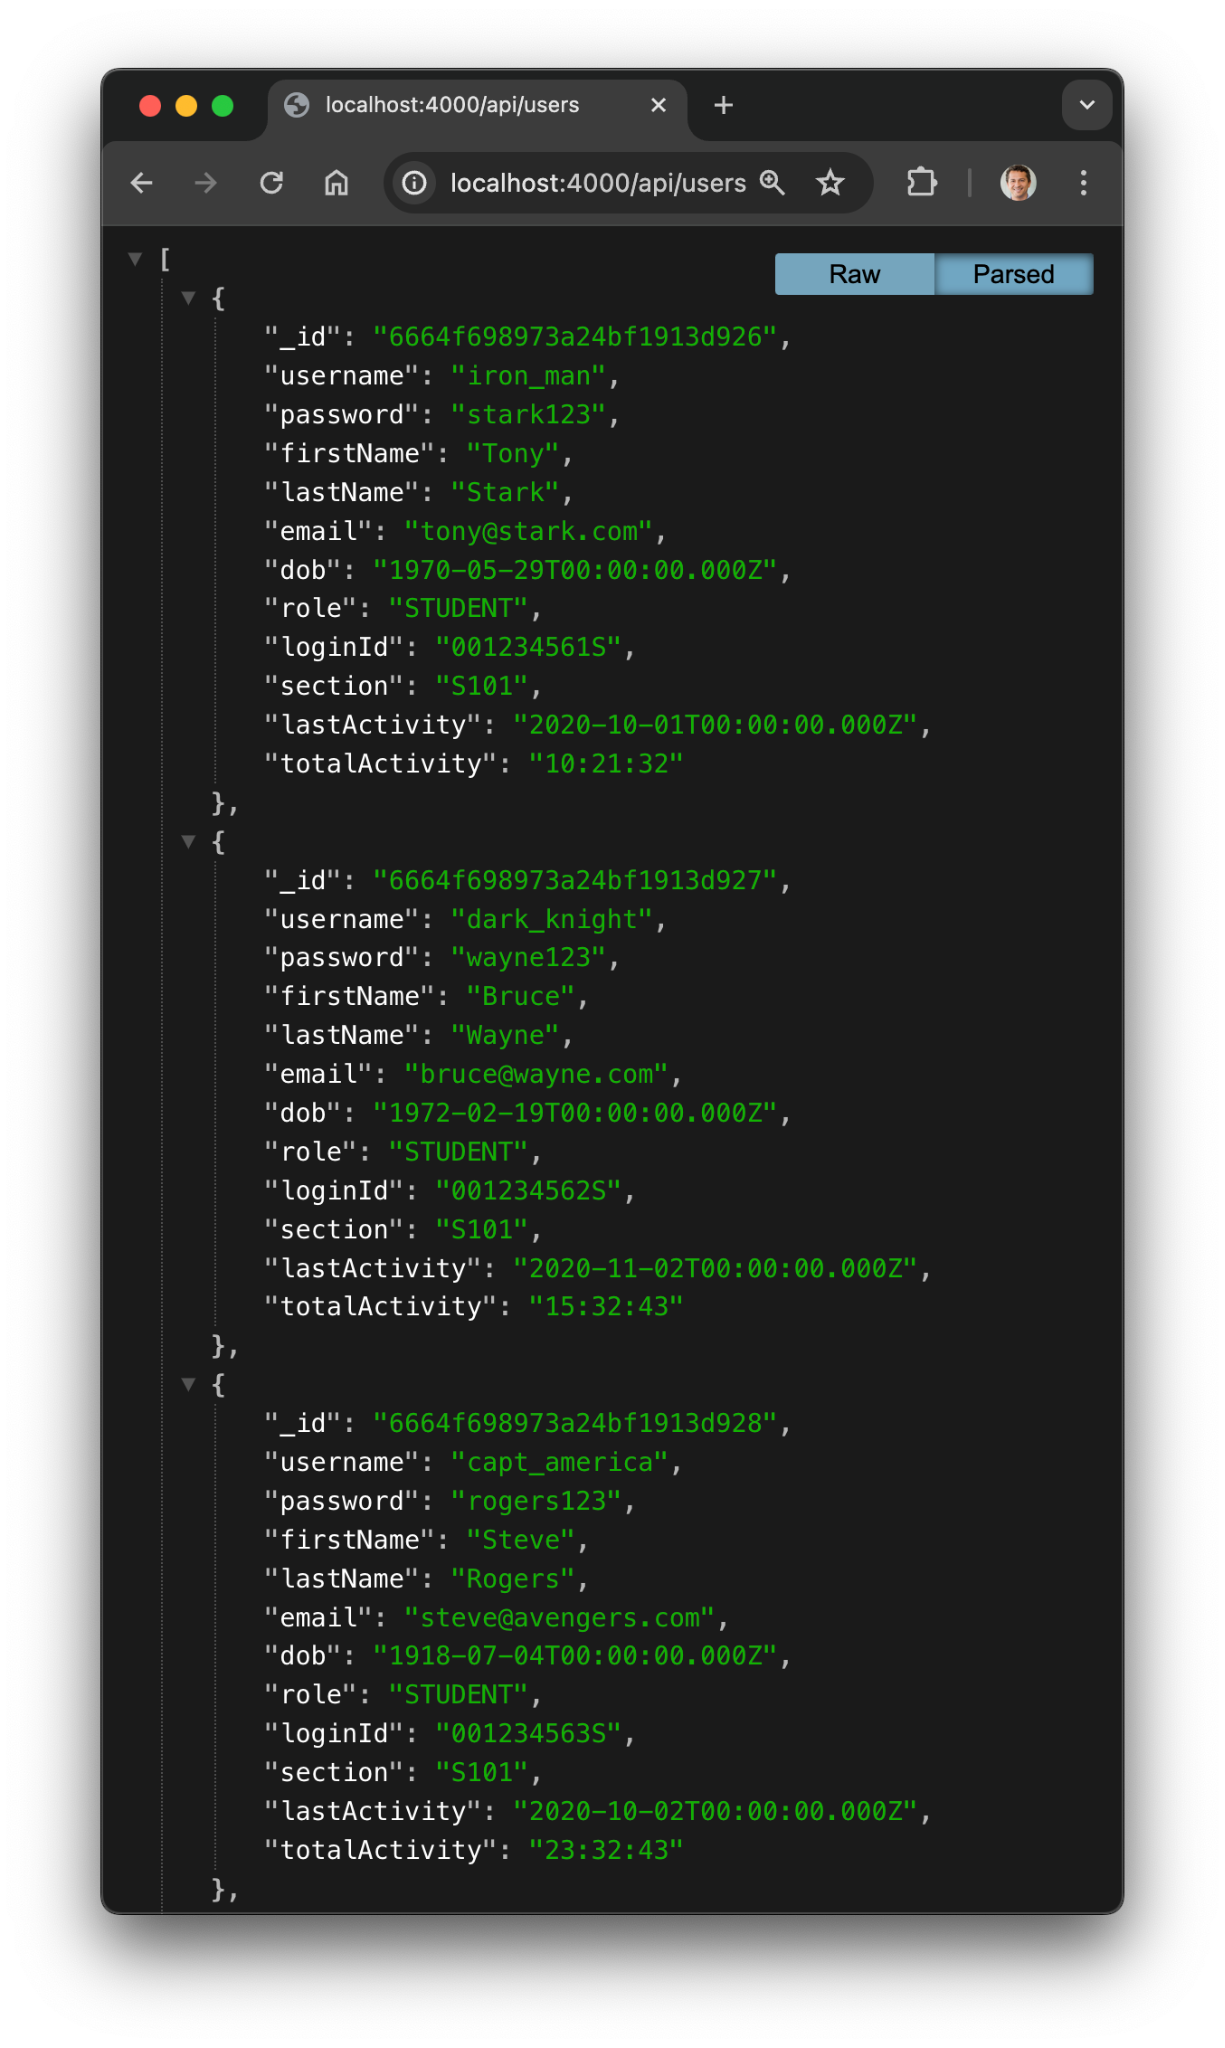 localhost:4000/api/users
localhost:4000/api/users
[
Raw Parsed
{
"_id": "6664f698973a24bf1913d926",
"username": "iron_man",
"password": "stark123",
"firstName": "Tony",
"lastName": "Stark",
"email": "tony@stark.com",
"dob": "1970-05-29T00:00:00.000Z",
"role": "STUDENT",
"loginId": "001234561S",
"section": "S101",
"lastActivity": "2020-10-01T00:00:00.000Z",
"totalActivity": "10:21:32"
},
{
"_id": "6664f698973a24bf1913d927",
"username": "dark_knight",
"password": "wayne123",
"firstName": "Bruce",
"lastName": "Wayne",
"email": "bruce@wayne.com",
"dob": "1972-02-19T00:00:00.000Z",
"role": "STUDENT",
"loginId": "001234562S",
"section": "S101",
"lastActivity": "2020-11-02T00:00:00.000Z",
"totalActivity": "15:32:43"
},
{
"_id": "6664f698973a24bf1913d928",
"username": "capt_america",
"password": "rogers123",
"firstName": "Steve",
"lastName": "Rogers",
"email": "steve@avengers.com",
"dob": "1918-07-04T00:00:00.000Z",
"role": "STUDENT",
"loginId": "001234563S",
"section": "S101",
"lastActivity": "2020-10-02T00:00:00.000Z",
"totalActivity": "23:32:43"
},